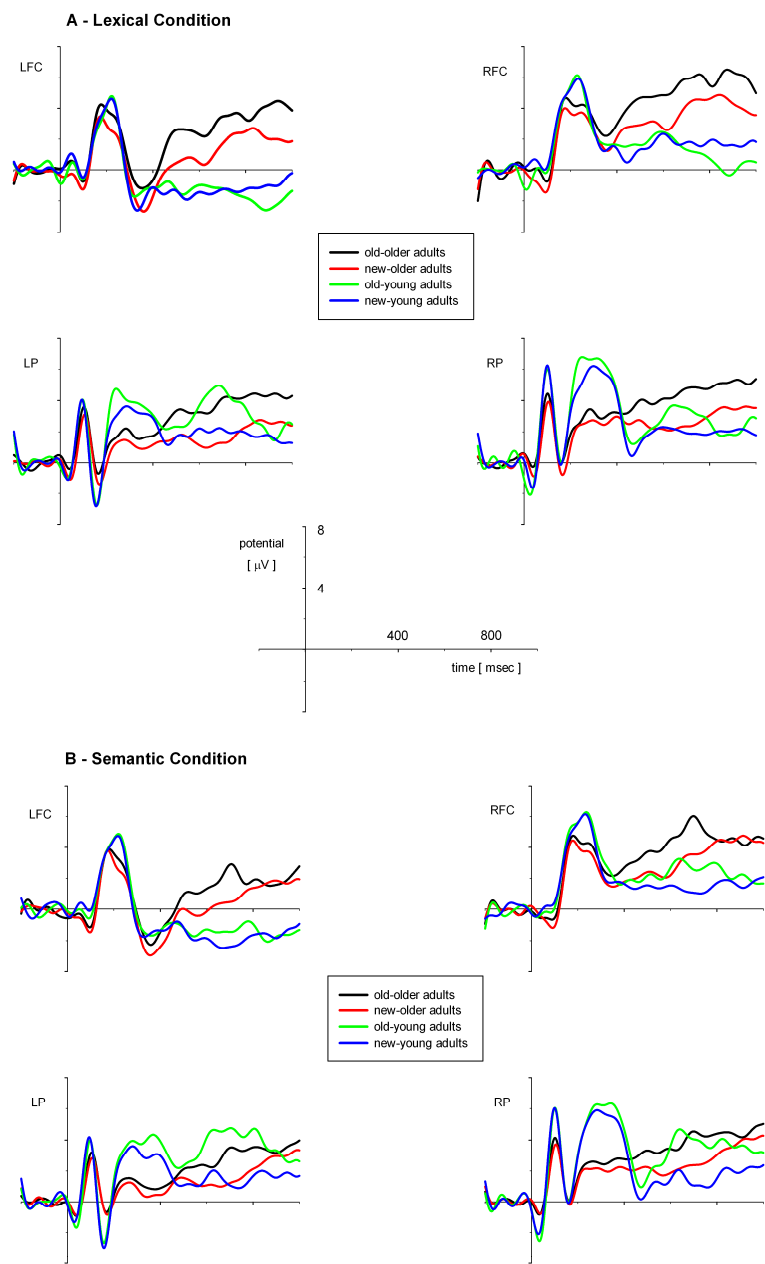 A - Lexical Condition
LFC
RFC
old-older adults
new-older adults
old-young adults
new-young adults
LP
RP
8
potential
[ µV ]
4
400
800
time [ msec ]
B - Semantic Condition
LFC
RFC
old-older adults
new-older adults
old-young adults
new-young adults
LP
RP